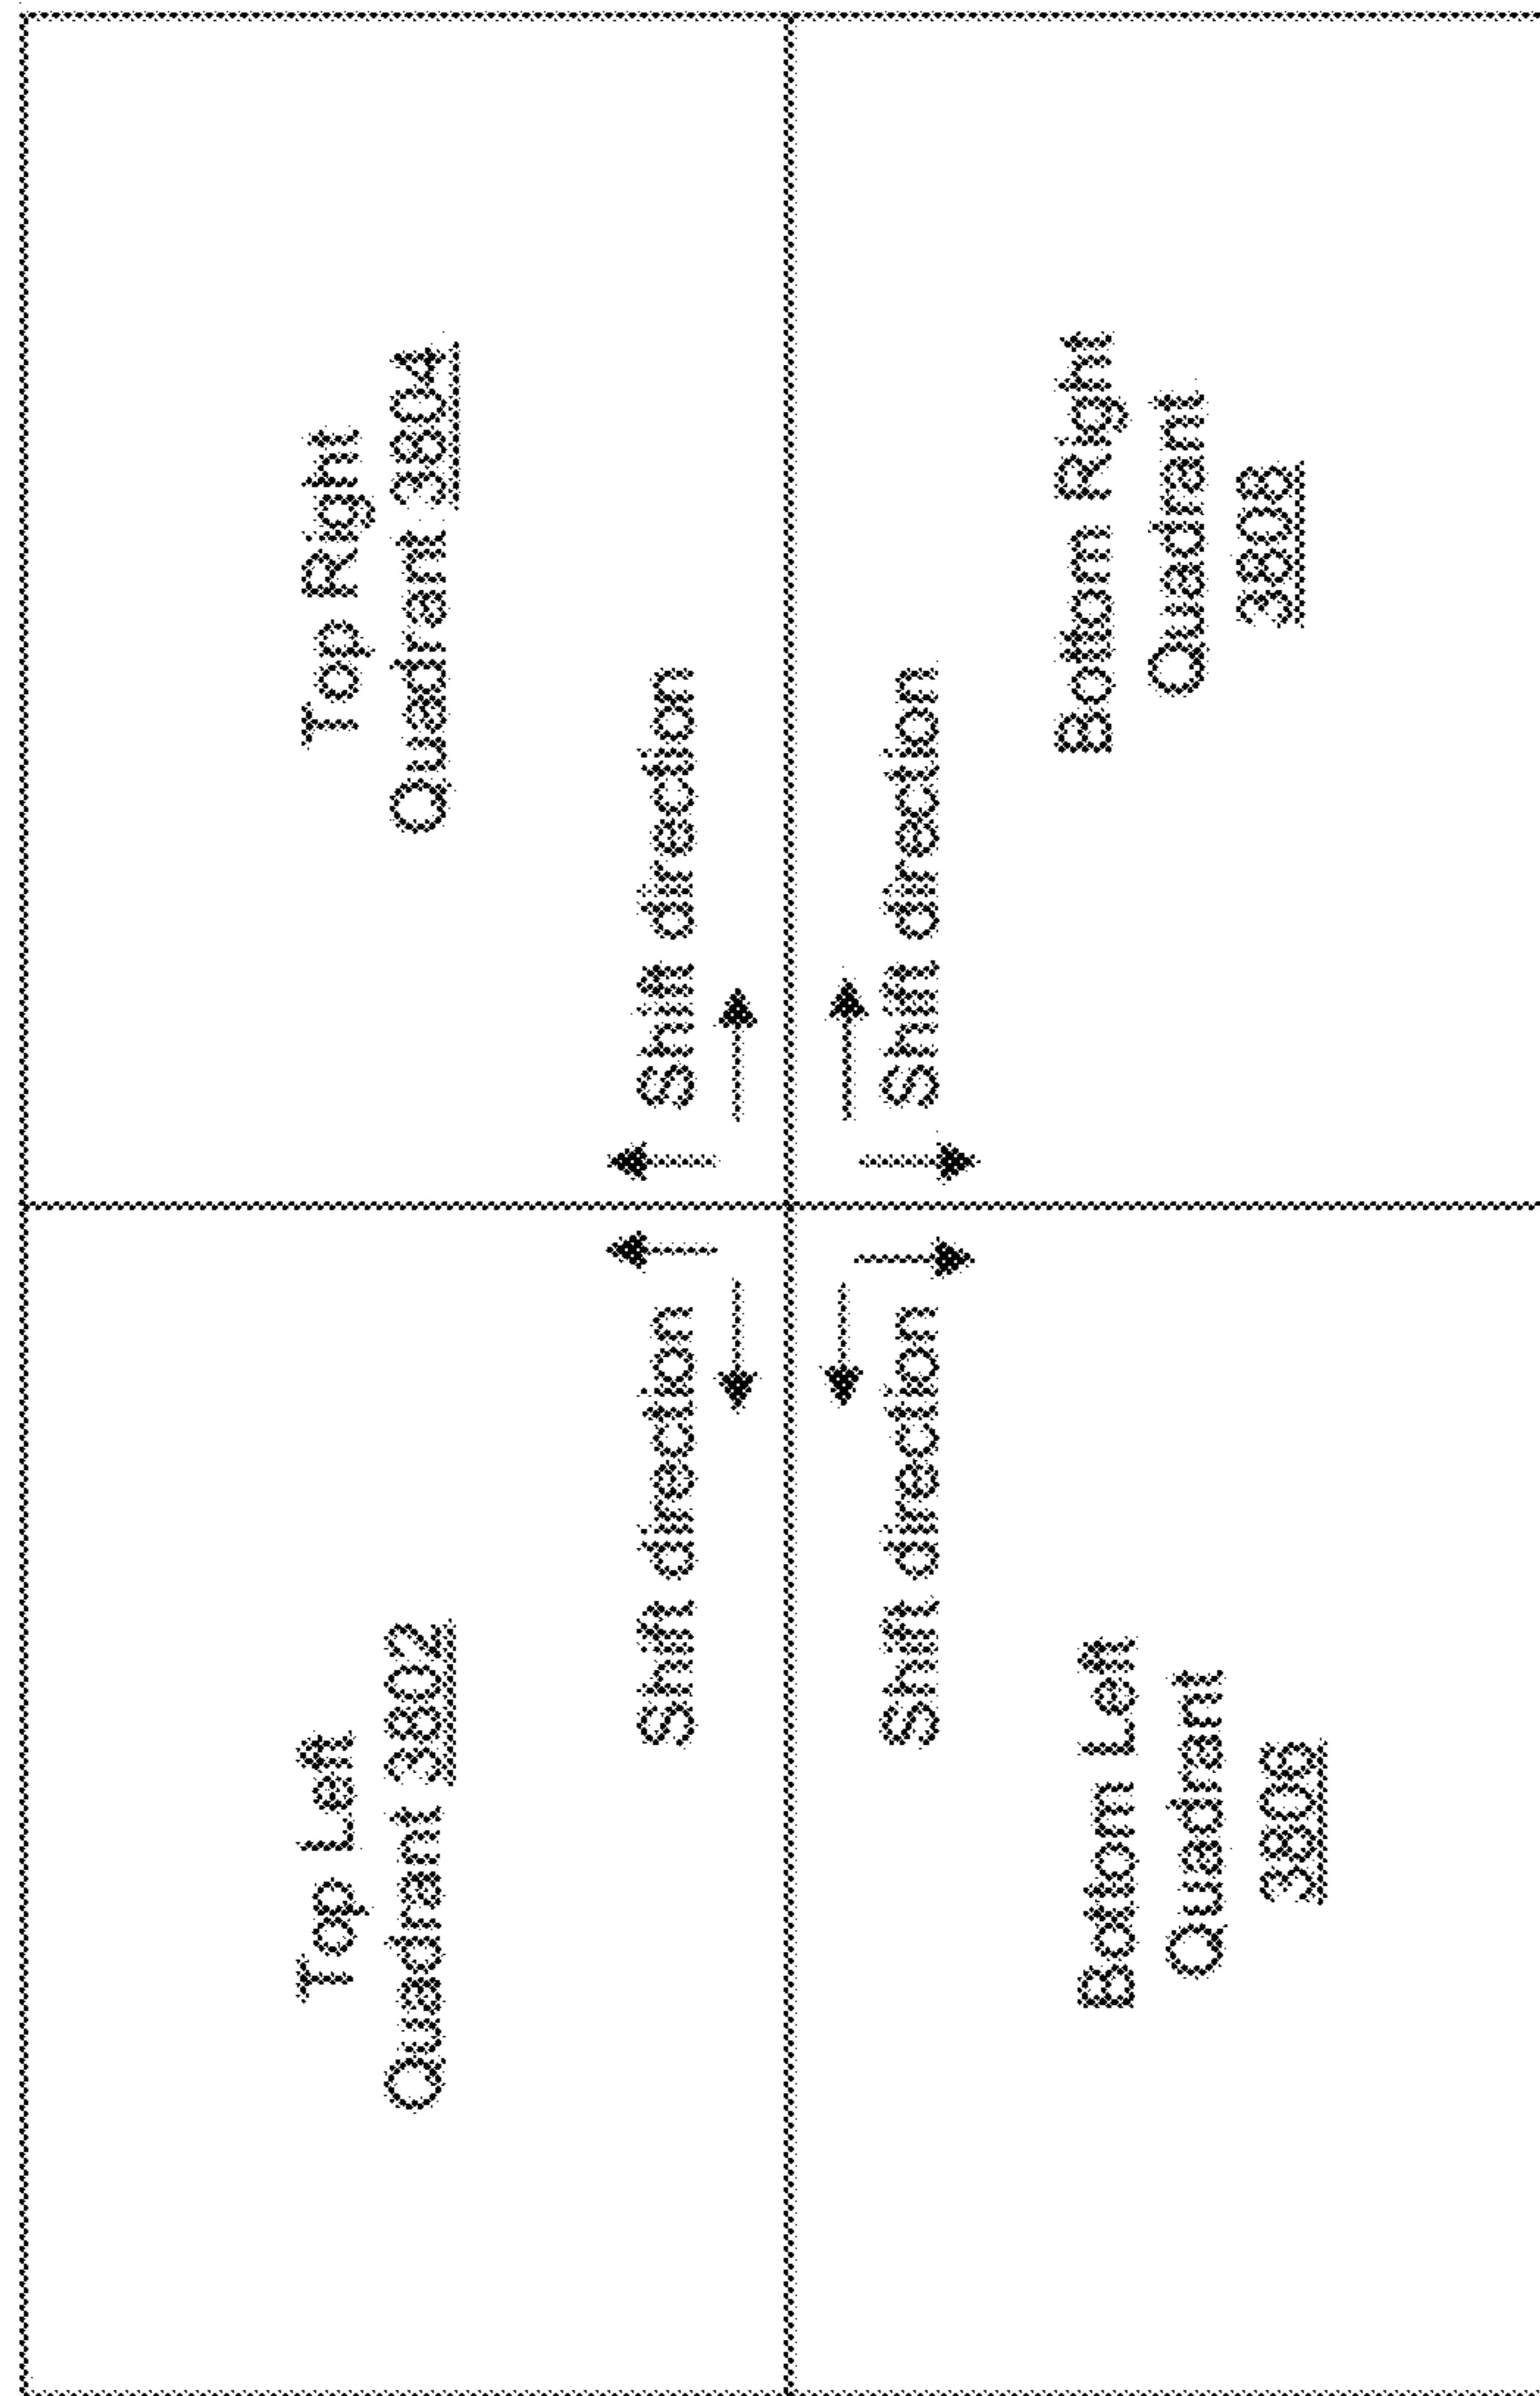 Top Left
Quadrant 3802
Shift direction
Top Right
Quadrant 3804
Shift direction
Shift direction
Bottom Left
Quadrant
3806
Shift direction
Bottom Right
Quadrant
3808